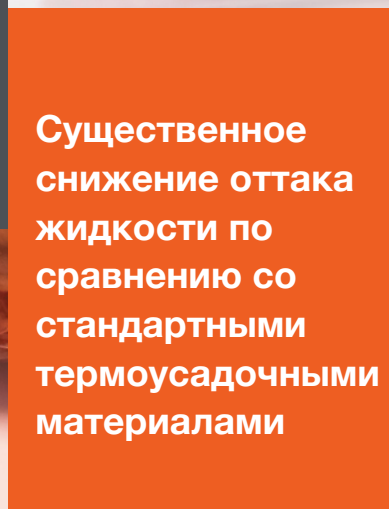 Существенное
снижение оттака
жидкости по
сравнению со
стандартными
термоусадочными
материалами